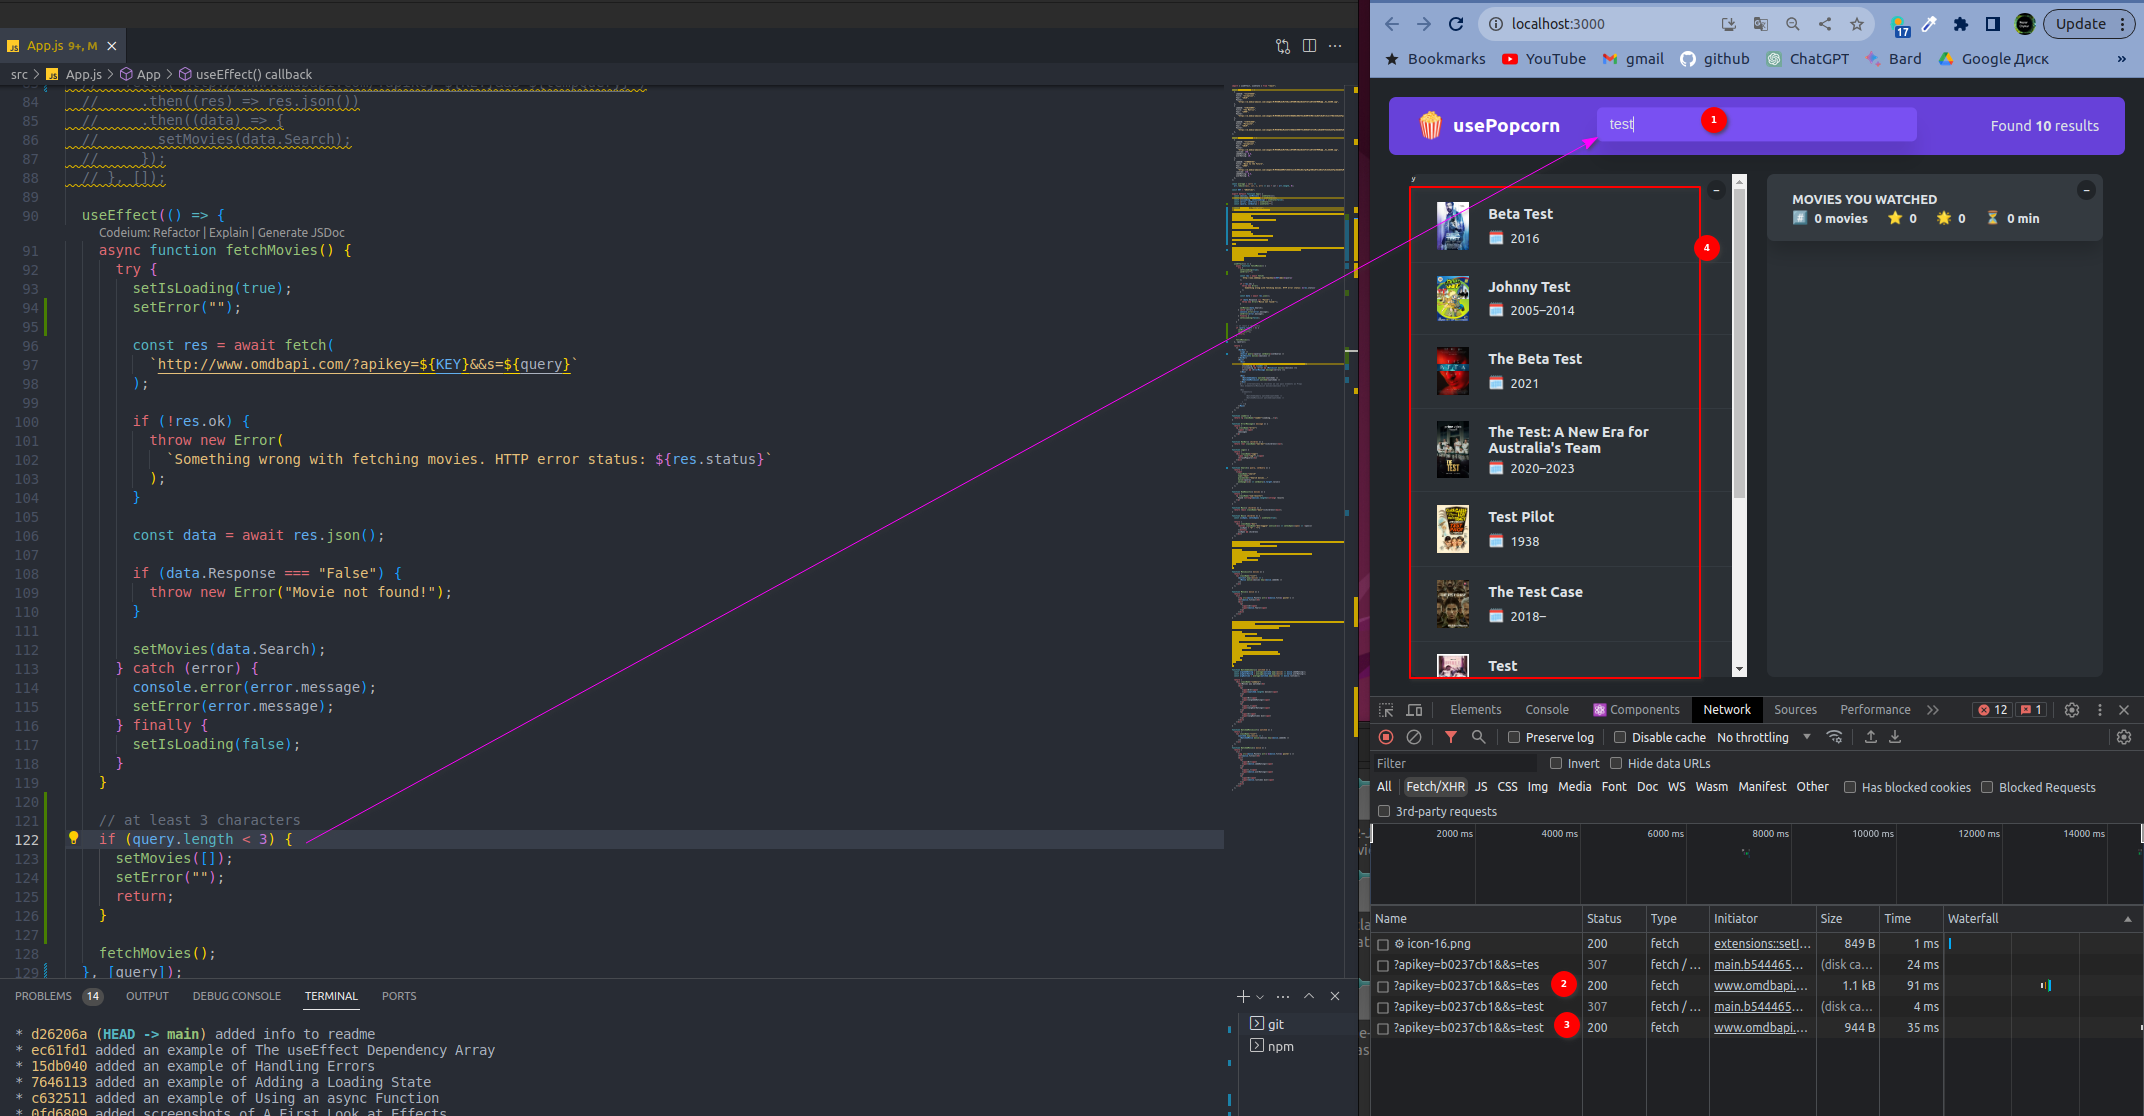 App.js 9+, M
src > App.js > App > useEffect() callback
84 // .then((res) => res.json())
85 // .then((data) => {
86 // setMovies(data.Search);
87 // });
88 // }, []);
89
90 useEffect(() => {
Codeium: Refactor | Explain | Generate JSDoc
91 async function fetchMovies() {
92 try {
93 setIsLoading(true);
94 setError("");
95
96 const res = await fetch(
97 `http://www.omdbapi.com/?apikey=${KEY}&&s=${query}`
98 );
99
100 if (!res.ok) {
101 throw new Error(
102 `Something wrong with fetching movies. HTTP error status: ${res.status}`
103 );
104 }
105
106 const data = await res.json();
107
108 if (data.Response === "False") {
109 throw new Error("Movie not found!");
110 }
111
112 setMovies(data.Search);
113 } catch (error) {
114 console.error(error.message);
115 setError(error.message);
116 } finally {
117 setIsLoading(false);
118 }
119 }
120
121 // at least 3 characters
122 if (query.length < 3) {
123 setMovies([]);
124 setError("");
125 return;
126 }
127
128 fetchMovies();
129 }, [query]);
PROBLEMS 14 OUTPUT DEBUG CONSOLE TERMINAL PORTS
* d26206a (HEAD -> main) added info to readme
* ec61fd1 added an example of The useEffect Dependency Array
* 15db040 added an example of Handling Errors
* 7646113 added an example of Adding a Loading State
* c632511 added an example of Using an async Function
* 0fd6809 added screenshots of A First Look at Effects
git
npm
localhost:3000
17
Update
Bookmarks YouTube gmail github ChatGPT Bard Google Диск »
usePopcorn
test
1
Found 10 results
Beta Test
2016
4
Johnny Test
2005–2014
The Beta Test
2021
The Test: A New Era for
Australia's Team
2020–2023
Test Pilot
1938
The Test Case
2018–
Test
MOVIES YOU WATCHED
0 movies 0 0 0 min
Elements Console Components Network Sources Performance » 12 1
Preserve log Disable cache No throttling
Filter Invert Hide data URLs
All Fetch/XHR JS CSS Img Media Font Doc WS Wasm Manifest Other Has blocked cookies Blocked Requests
3rd-party requests
2000 ms 4000 ms 6000 ms 8000 ms 10000 ms 12000 ms 14000 ms
Name Status Type Initiator Size Time Waterfall
icon-16.png 200 fetch extensions::setI... 849 B 1 ms
?apikey=b0237cb1&&s=tes 307 fetch / ... main.b544465... (disk ca... 24 ms
?apikey=b0237cb1&&s=tes 2 200 fetch www.omdbapi.... 1.1 kB 91 ms
?apikey=b0237cb1&&s=test 307 fetch / ... main.b544465... (disk ca... 4 ms
?apikey=b0237cb1&&s=test 3 200 fetch www.omdbapi.... 944 B 35 ms